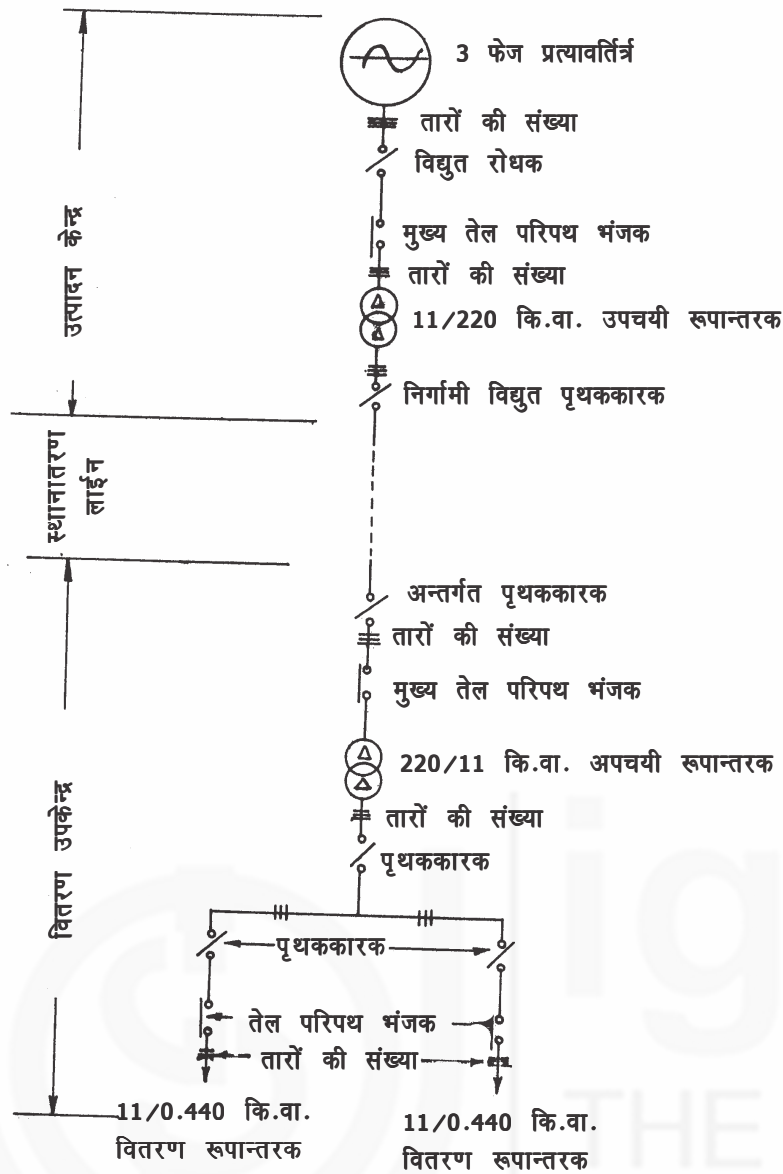 3 फेज प्रत्यावर्तिर्त्र
तारों की संख्या
विद्युत रोधक
मुख्य तेल परिपथ भंजक
तारों की संख्या
11/220 कि.वा. उपचयी रूपान्तरक
निर्गामी विद्युत पृथककारक
उत्पादन केन्द्र
स्थानातरण
लाईन
अन्तर्गत पृथककारक
तारों की संख्या
मुख्य तेल परिपथ भंजक
220/11 कि.वा. अपचयी रूपान्तरक
तारों की संख्या
पृथककारक
वितरण उपकेन्द्र
पृथककारक
तेल परिपथ भंजक
तारों की संख्या
11/0.440 कि.वा.
वितरण रूपान्तरक
11/0.440 कि.वा.
वितरण रूपान्तरक
ig
THE